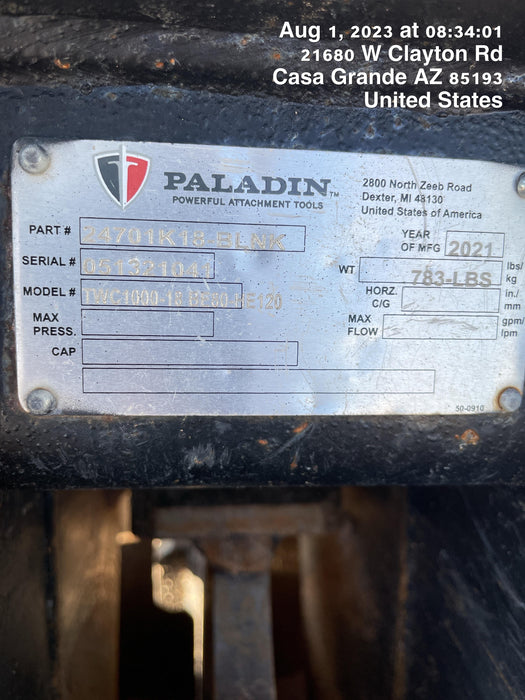 Aug 1, 2023 at 08:34:01
21680 W Clayton Rd
Casa Grande AZ 85193
United States
PALADIN™
POWERFUL ATTACHMENT TOOLS
2800 North Zeeb Road
Dexter, MI 48130
United States of America
PART # 24701K18-BLNK
YEAR OF MFG 2021
SERIAL # 051321041
WT 783-LBS lbs/ kg
MODEL #
HORZ. C/G in./ mm
MAX PRESS.
MAX FLOW gpm/ lpm
CAP
50-0910